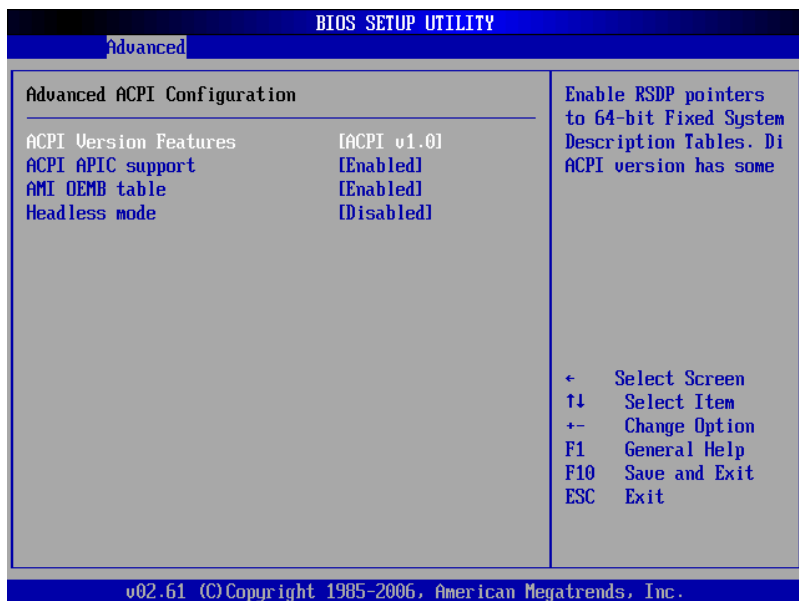 BIOS SETUP UTILITY
Advanced
Advanced ACPI Configuration
ACPI Version Features [ACPI v1.0]
ACPI APIC support [Enabled]
AMI OEMB table [Enabled]
Headless mode [Disabled]
Enable RSDP pointers
to 64-bit Fixed System
Description Tables. Di
ACPI version has some
← Select Screen
↑↓ Select Item
+- Change Option
F1 General Help
F10 Save and Exit
ESC Exit
v02.61 (C)Copyright 1985-2006, American Megatrends, Inc.